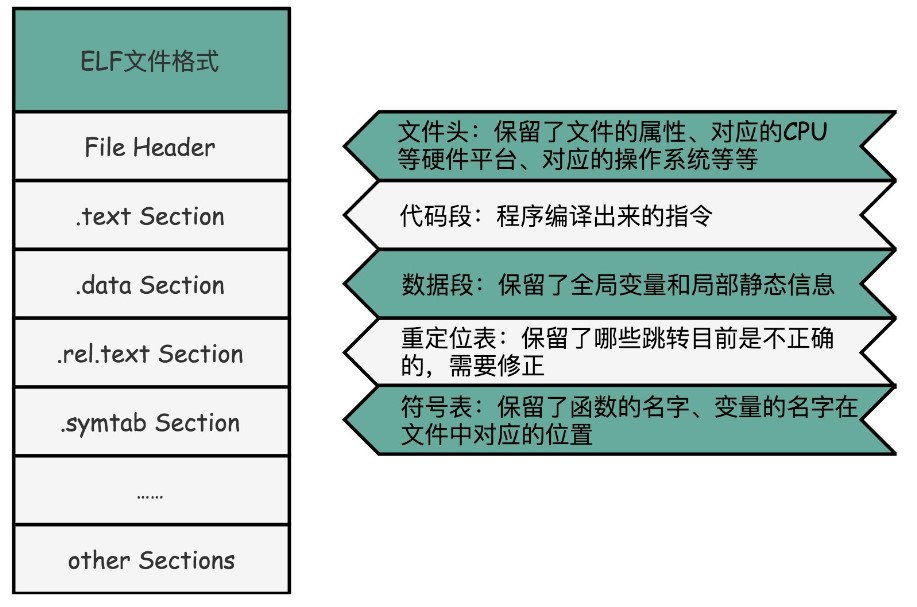 ELF文件格式
File Header
文件头：保留了文件的属性、对应的CPU
等硬件平台、对应的操作系统等等
.text Section
代码段：程序编译出来的指令
.data Section
数据段：保留了全局变量和局部静态信息
.rel.text Section
重定位表：保留了哪些跳转目前是不正确
的，需要修正
.symtab Section
符号表：保留了函数的名字、变量的名字在
文件中对应的位置
……
other Sections